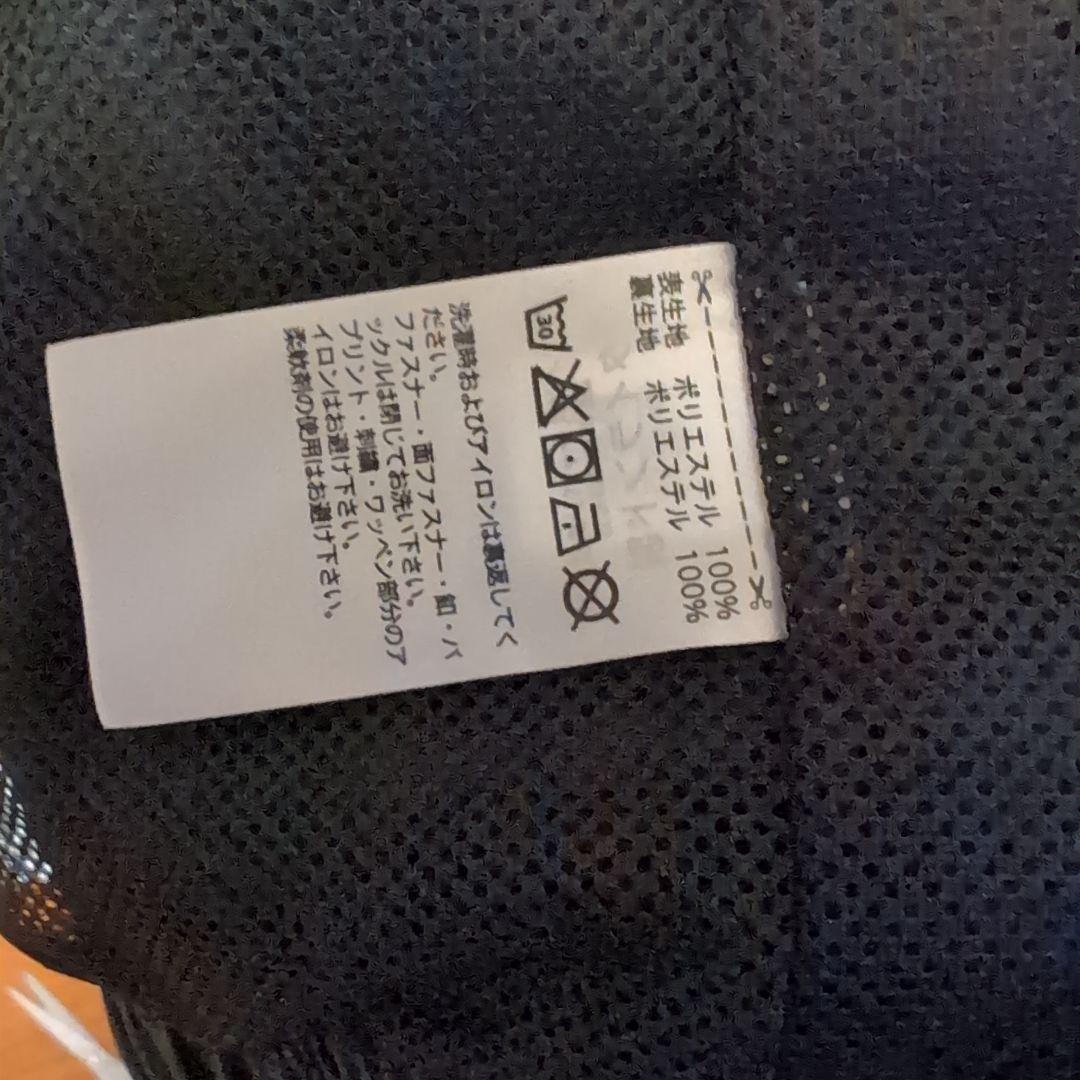 表生地 ポリエステル 100%
裏生地 ポリエステル 100%
30
洗濯時およびアイロンは裏返してく
ださい。
ファスナー・面ファスナー・釦・バ
ックルは閉じてお洗い下さい。
プリント・刺繍・ワッペン部分のア
イロンはお避け下さい。
柔軟剤の使用はお避け下さい。